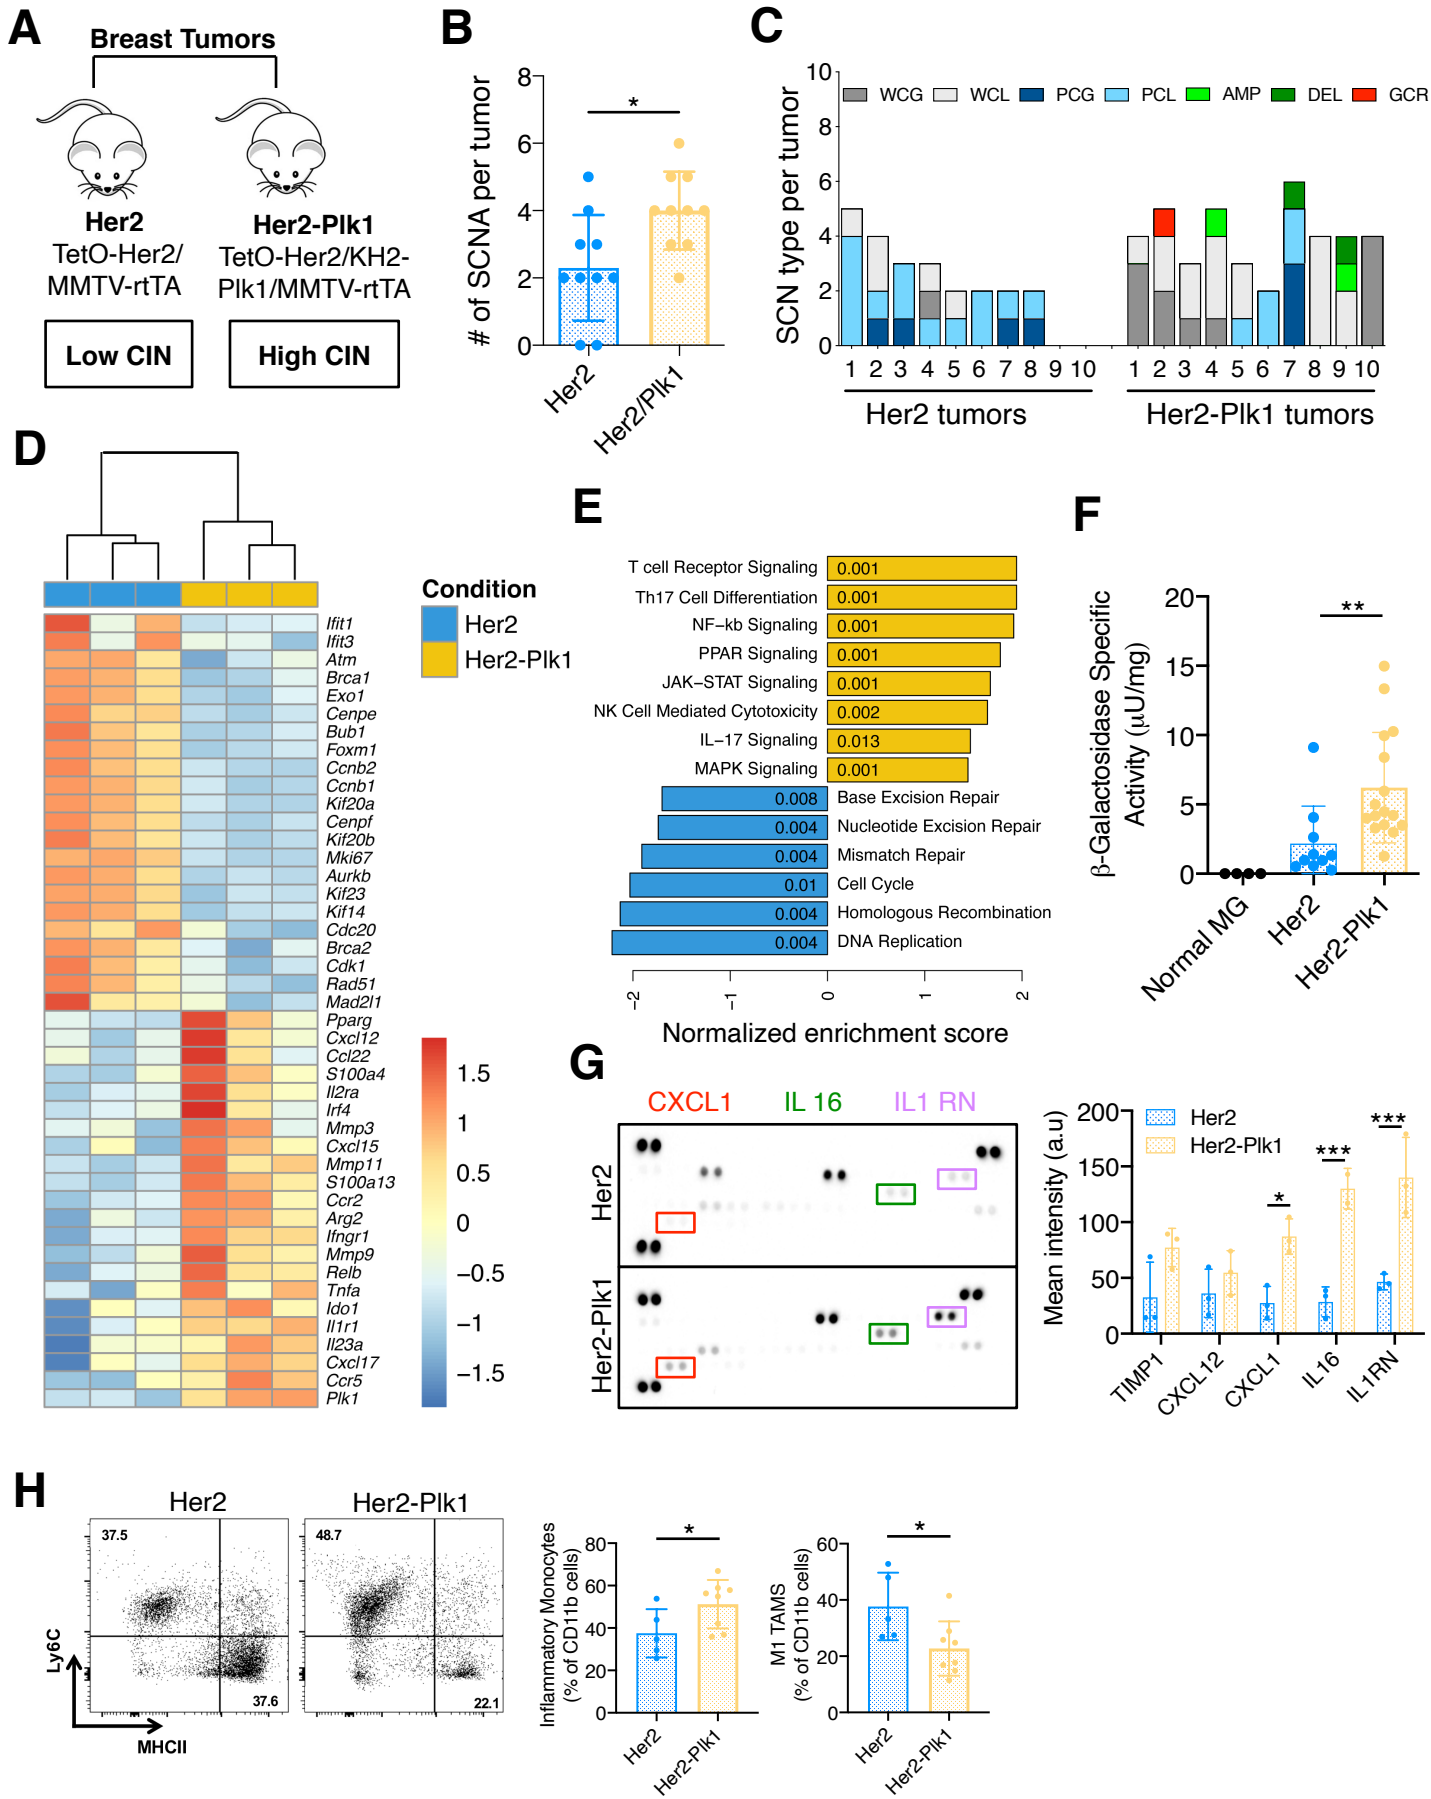 A
Breast Tumors
Her2
TetO-Her2/
MMTV-rtTA
Low CIN
Her2-Plk1
TetO-Her2/KH2-
Plk1/MMTV-rtTA
High CIN
B
# of SCNA per tumor
8
6
4
2
0
*
Her2
Her2/Plk1
C
SCN type per tumor
10
8
6
4
2
0
WCG WCL PCG PCL AMP DEL GCR
1 2 3 4 5 6 7 8 9 10 1 2 3 4 5 6 7 8 9 10
Her2 tumors
Her2-Plk1 tumors
D
Condition
Her2
Her2-Plk1
Ifit1
Ifit3
Atm
Brca1
Exo1
Cenpe
Bub1
Foxm1
Ccnb2
Ccnb1
Kif20a
Cenpf
Kif20b
Mki67
Aurkb
Kif23
Kif14
Cdc20
Brca2
Cdk1
Rad51
Mad2l1
Pparg
Cxcl12
Ccl22
S100a4
Il2ra
Irf4
Mmp3
Cxcl15
Mmp11
S100a13
Ccr2
Arg2
Ifngr1
Mmp9
Relb
Tnfa
Ido1
Il1r1
Il23a
Cxcl17
Ccr5
Plk1
1.5
1
0.5
0
−0.5
−1
−1.5
E
T cell Receptor Signaling 0.001
Th17 Cell Differentiation 0.001
NF−kb Signaling 0.001
PPAR Signaling 0.001
JAK−STAT Signaling 0.001
NK Cell Mediated Cytotoxicity 0.002
IL−17 Signaling 0.013
MAPK Signaling 0.001
0.008 Base Excision Repair
0.004 Nucleotide Excision Repair
0.004 Mismatch Repair
0.01 Cell Cycle
0.004 Homologous Recombination
0.004 DNA Replication
−2 −1 0 1 2
Normalized enrichment score
F
β-Galactosidase Specific
Activity (μU/mg)
20
15
10
5
0
**
Normal MG
Her2
Her2-Plk1
G
CXCL1 IL 16 IL1 RN
Her2
Her2-Plk1
Mean intensity (a.u)
200
150
100
50
0
Her2
Her2-Plk1
*
***
***
TIMP1
CXCL12
CXCL1
IL16
IL1RN
H
Her2
Her2-Plk1
37.5
37.6
48.7
22.1
Ly6C
MHCII
Inflammatory Monocytes
(% of CD11b cells)
80
60
40
20
0
*
Her2
Her2-Plk1
M1 TAMS
(% of CD11b cells)
60
40
20
0
*
Her2
Her2-Plk1